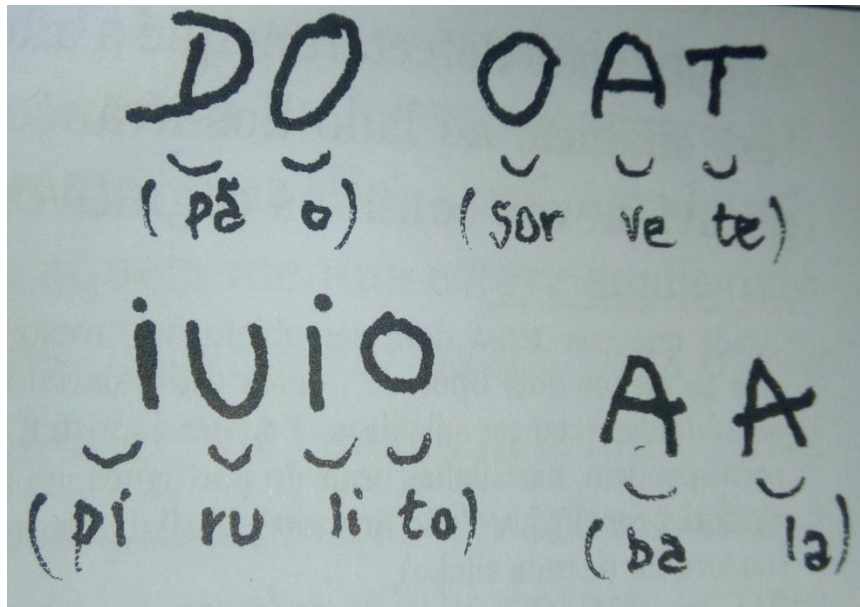 DO OAT
(pã o) (sor ve te)
iUiO AA
(pi ru li to) (ba la)